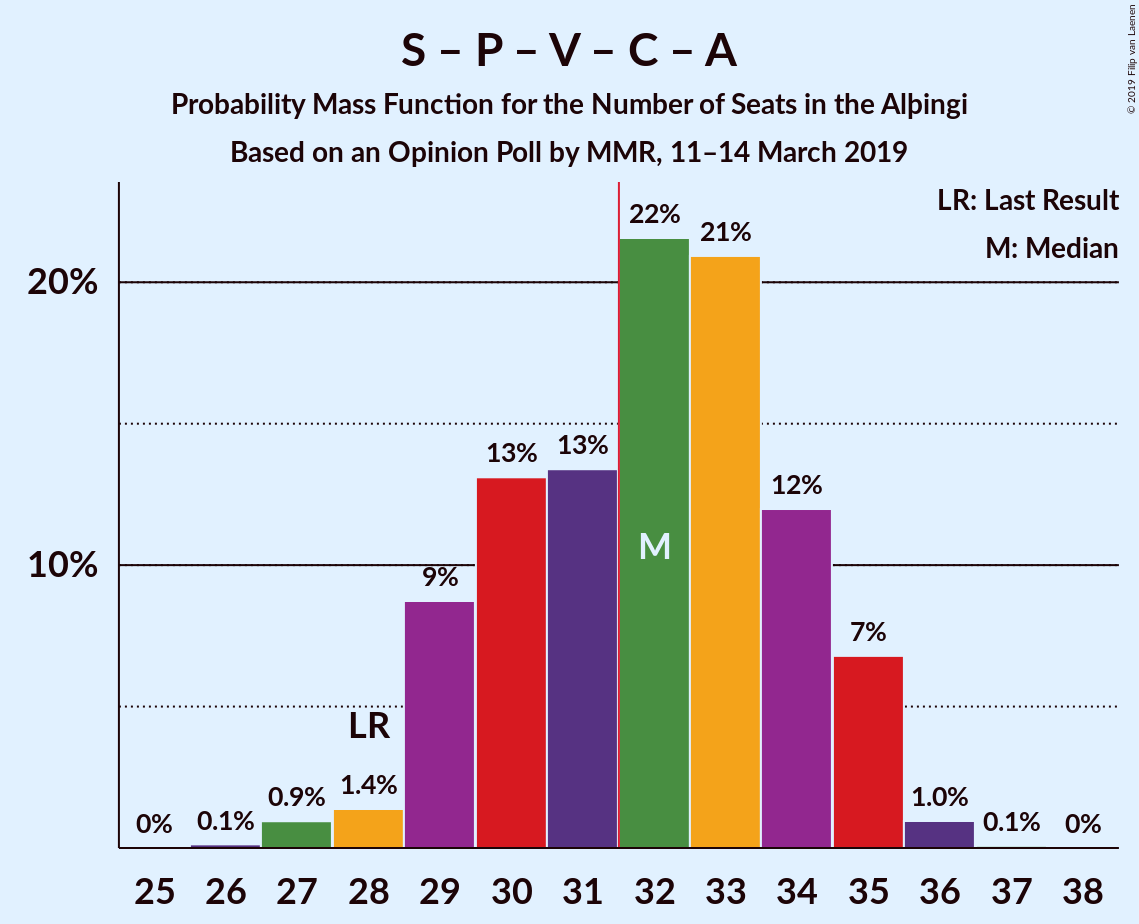 S – P – V – C – A
Probability Mass Function for the Number of Seats in the Alþingi
Based on an Opinion Poll by MMR, 11–14 March 2019
© 2019 Filip van Laenen
LR: Last Result
M: Median
20%
10%
0%
0.1%
0.9%
1.4%
LR
9%
13%
13%
22%
M
21%
12%
7%
1.0%
0.1%
0%
25 26 27 28 29 30 31 32 33 34 35 36 37 38